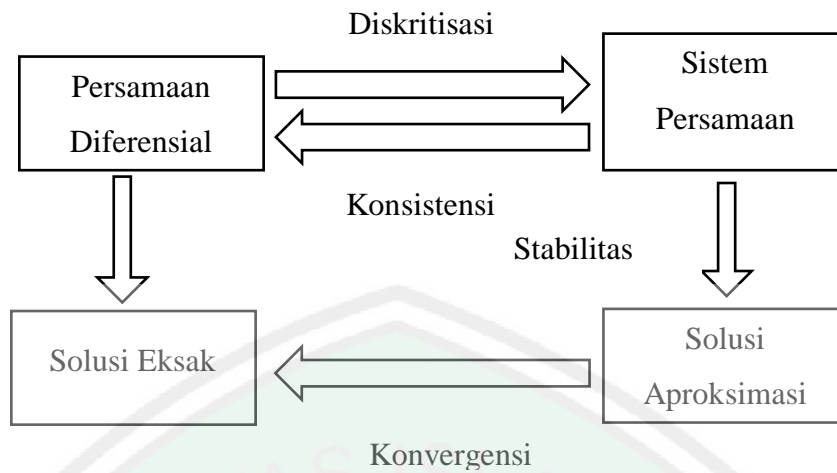 Diskritisasi
Persamaan
Diferensial
Sistem
Persamaan
Konsistensi
Stabilitas
Solusi Eksak
Solusi
Aproksimasi
Konvergensi